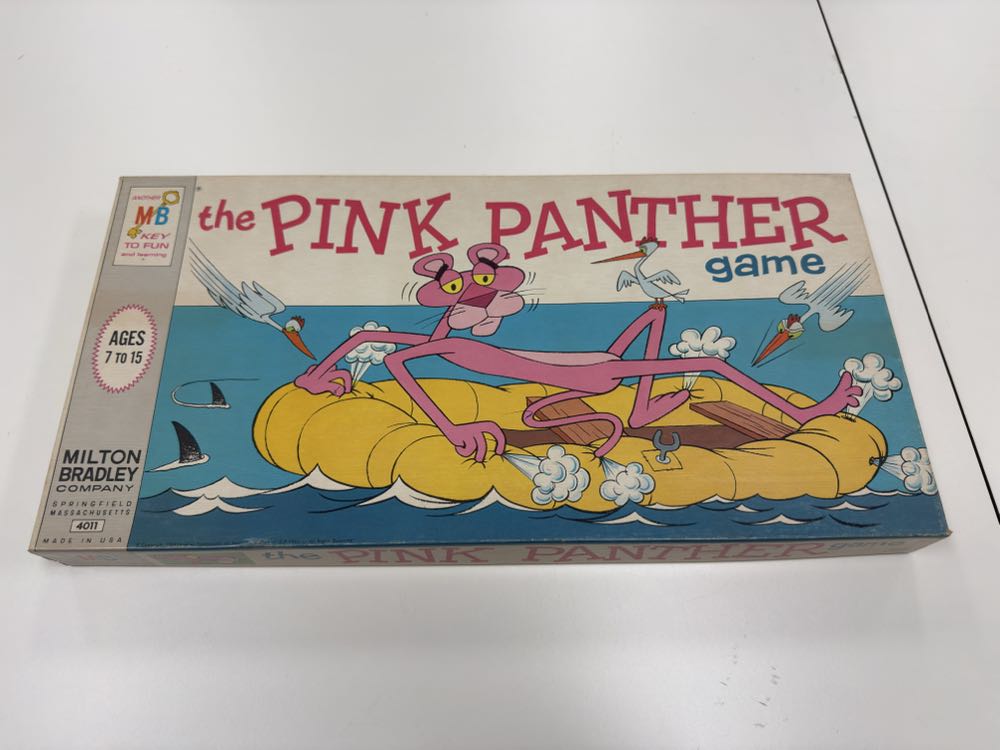 ANOTHER
MB
KEY
TO FUN
and learning
the PINK PANTHER
game
AGES
7 TO 15
MILTON
BRADLEY
COMPANY
SPRINGFIELD
MASSACHUSETTS
4011
MADE IN USA
MB the PINK PANTHER game